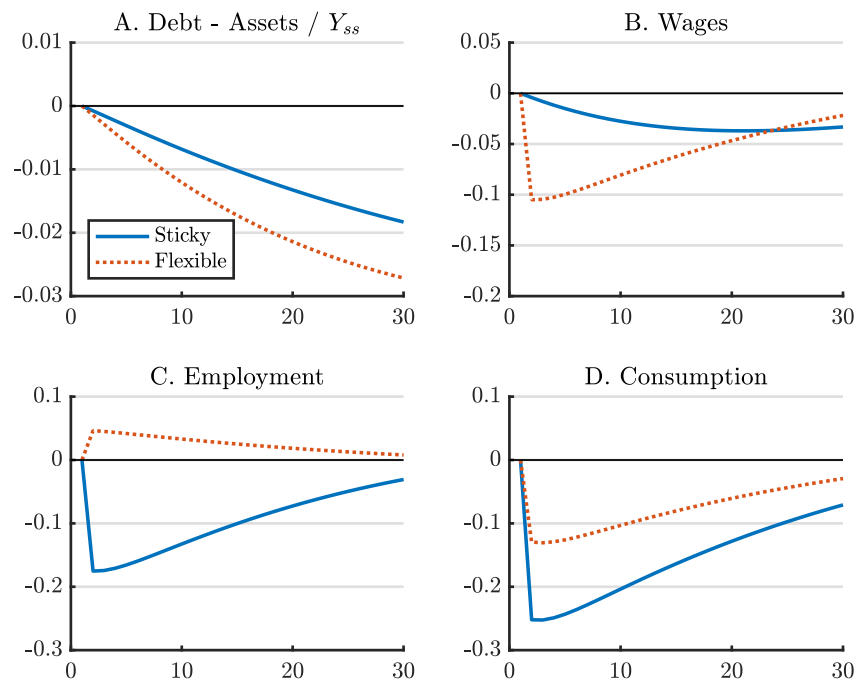 A. Debt - Assets / Y_ss
0.01
0
-0.01
-0.02
-0.03
Sticky
Flexible
0 10 20 30
B. Wages
0.05
0
-0.05
-0.1
-0.15
-0.2
0 10 20 30
C. Employment
0.1
0
-0.1
-0.2
-0.3
0 10 20 30
D. Consumption
0.1
0
-0.1
-0.2
-0.3
0 10 20 30